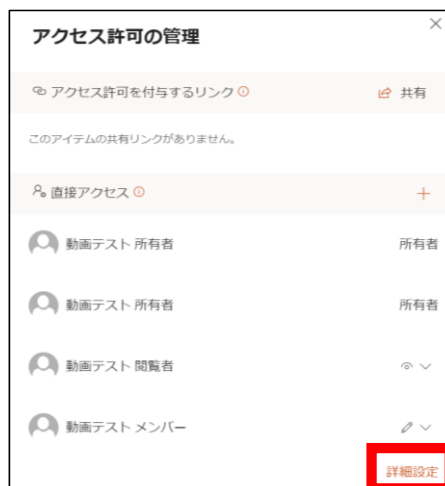 アクセス許可の管理
アクセス許可を付与するリンク 共有
このアイテムの共有リンクがありません。
直接アクセス
動画テスト 所有者 所有者
動画テスト 所有者 所有者
動画テスト 閲覧者
動画テスト メンバー
詳細設定